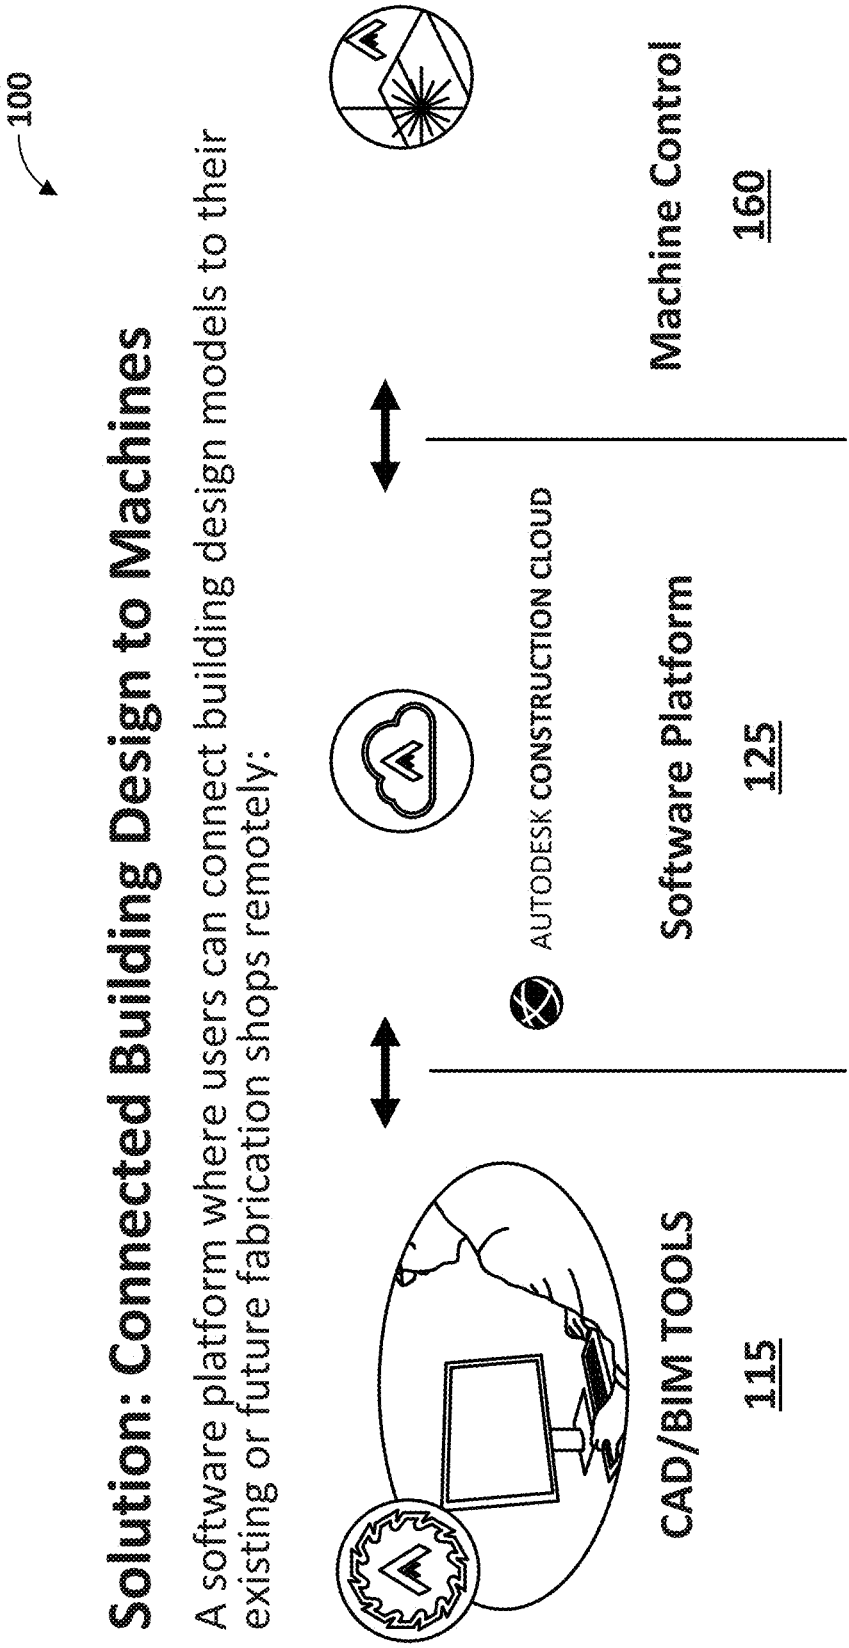 100
Solution: Connected Building Design to Machines
A software platform where users can connect building design models to their
existing or future fabrication shops remotely:
AUTODESK CONSTRUCTION CLOUD
CAD/BIM TOOLS
115
Software Platform
125
Machine Control
160